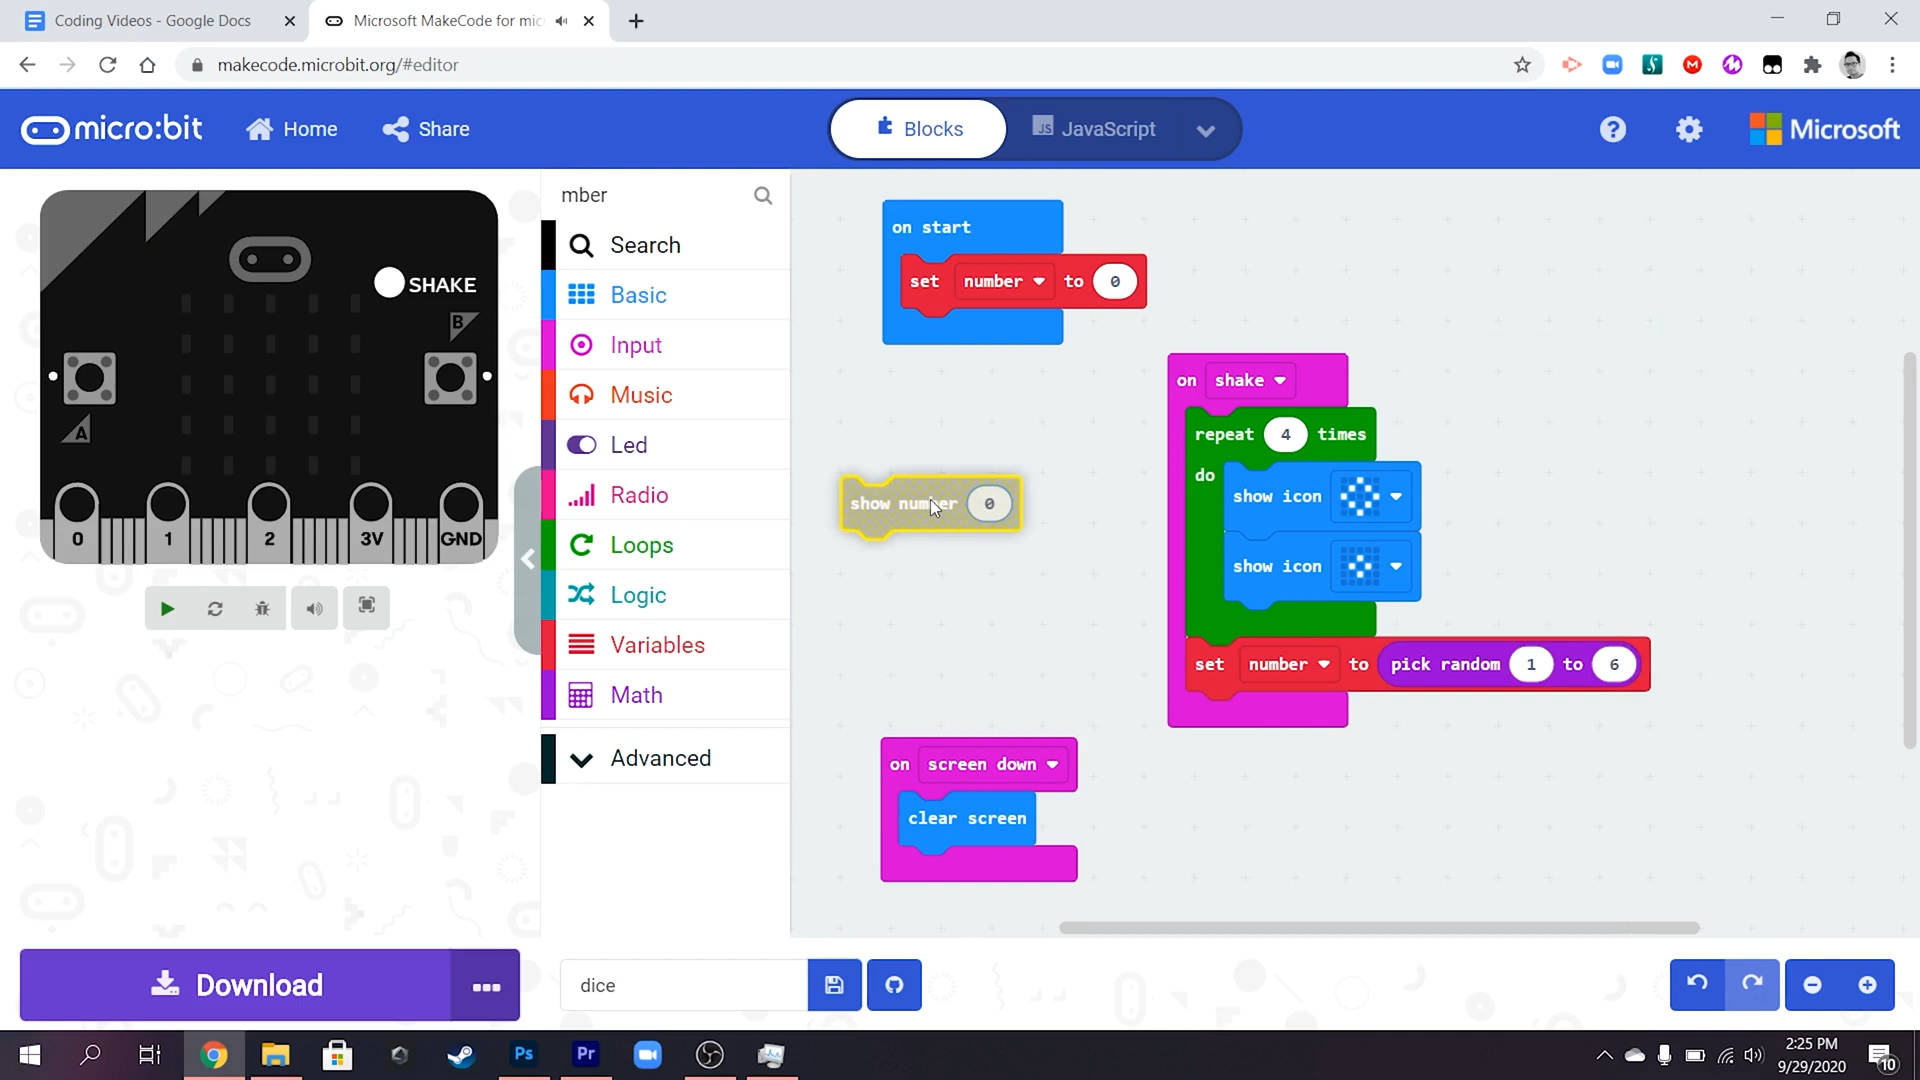 Coding Videos - Google Docs
Microsoft MakeCode for mic
makecode.microbit.org/#editor
micro:bit
Home
Share
Blocks
JS
JavaScript
?
Microsoft
SHAKE
B
A
0 1 2 3V GND
mber
Search
Basic
Input
Music
Led
Radio
Loops
Logic
Variables
Math
Advanced
on start
set number to 0
show number 0
on shake
repeat 4 times
do
show icon
show icon
set number to pick random 1 to 6
on screen down
clear screen
Download
dice
Ps
Pr
2:25 PM
9/29/2020
10